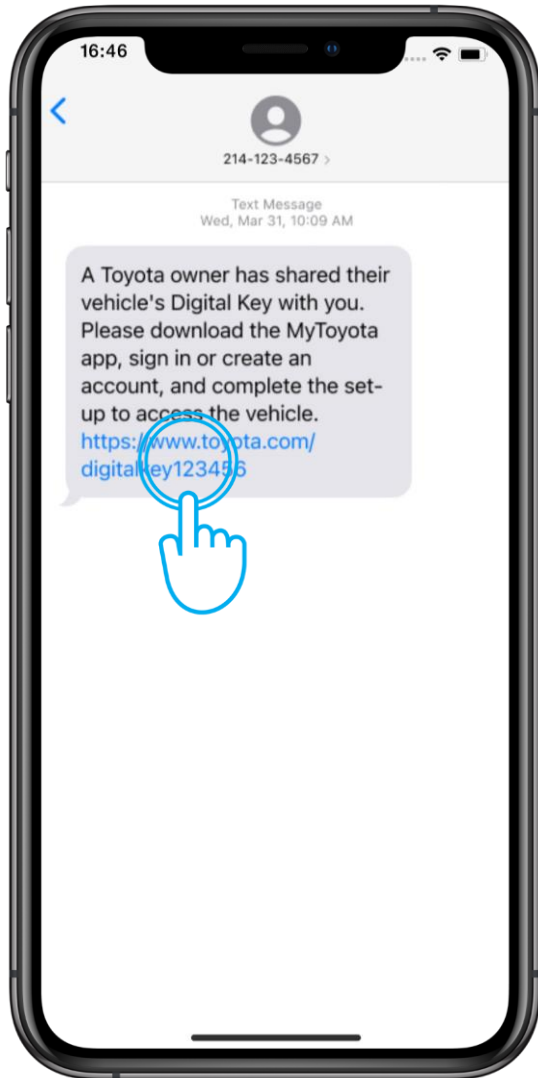 16:46
214-123-4567 >
Text Message
Wed, Mar 31, 10:09 AM
A Toyota owner has shared their
vehicle's Digital Key with you.
Please download the MyToyota
app, sign in or create an
account, and complete the set-
up to access the vehicle.
https://www.toyota.com/
digitalkey123456